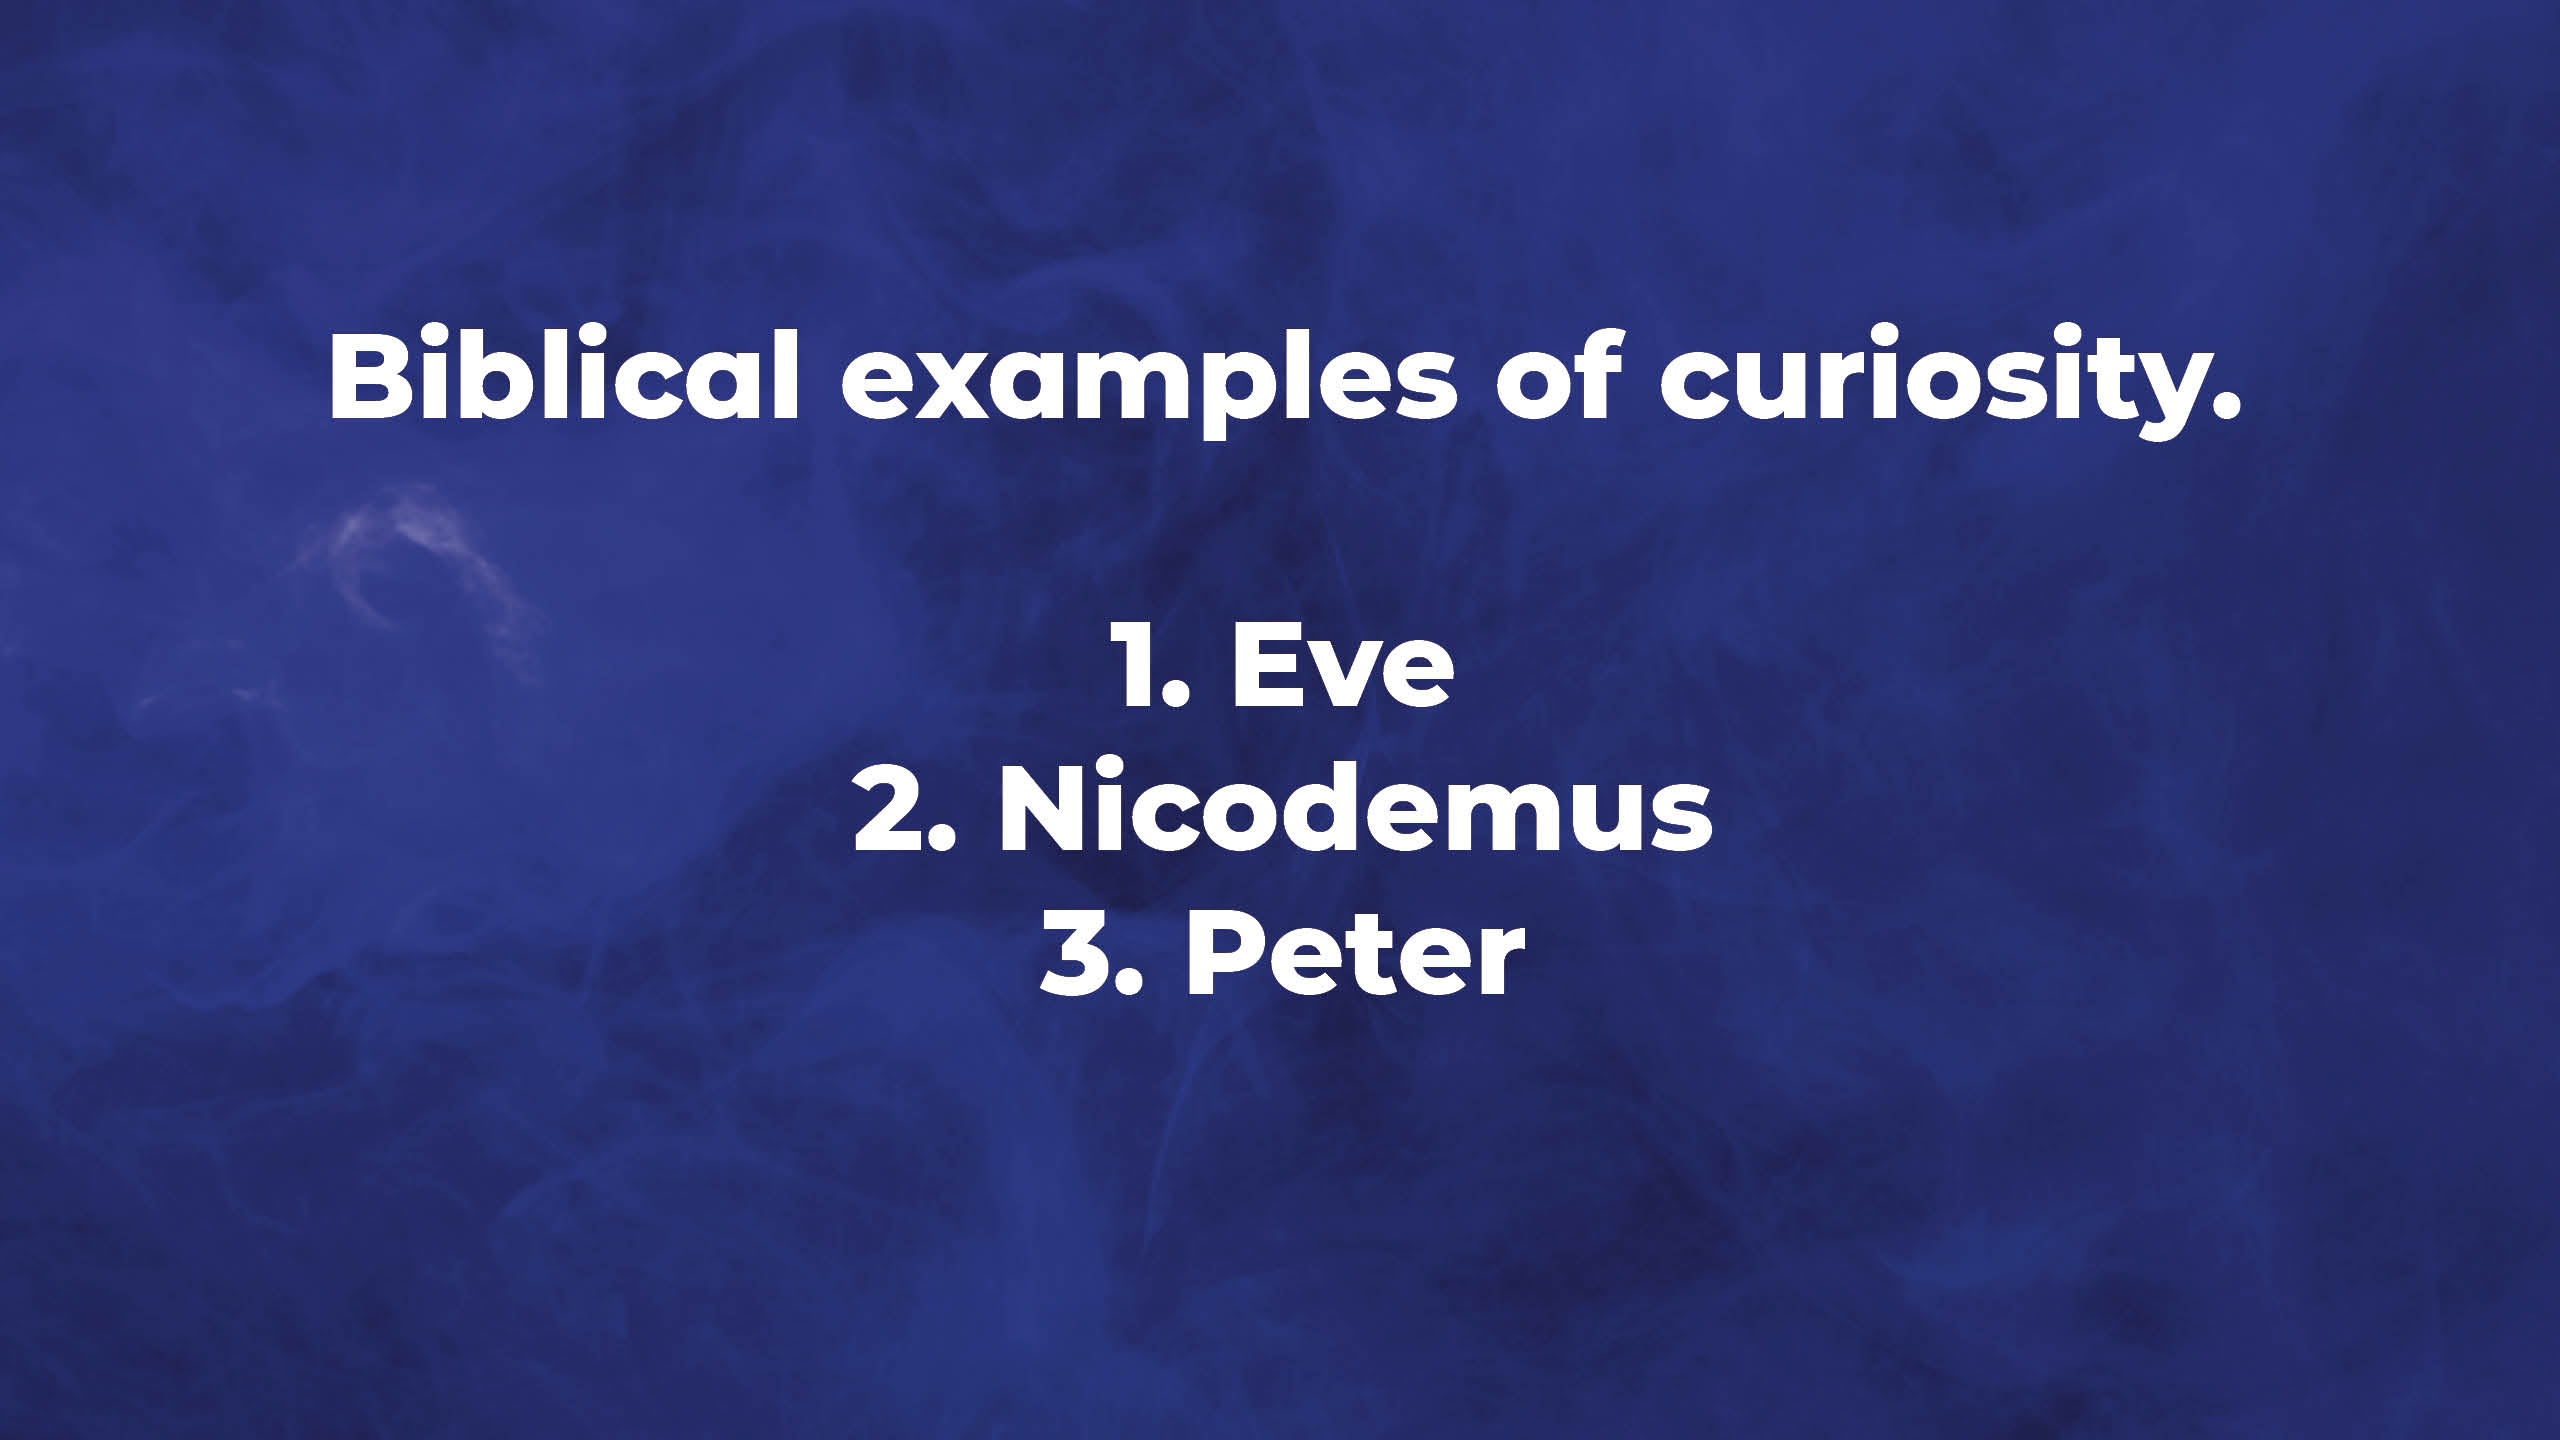 Biblical examples of curiosity.
1. Eve
2. Nicodemus
3. Peter